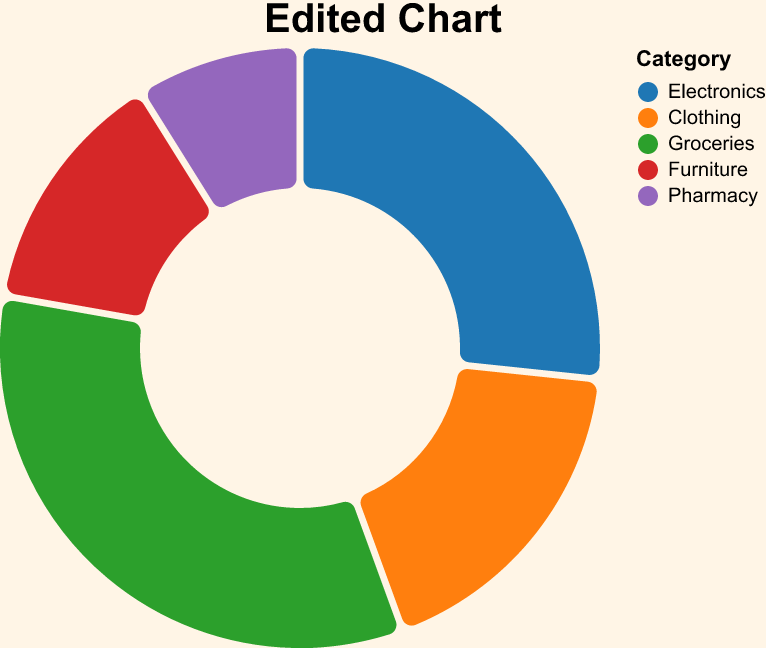 Edited Chart
Category
Electronics
Clothing
Groceries
Furniture
Pharmacy